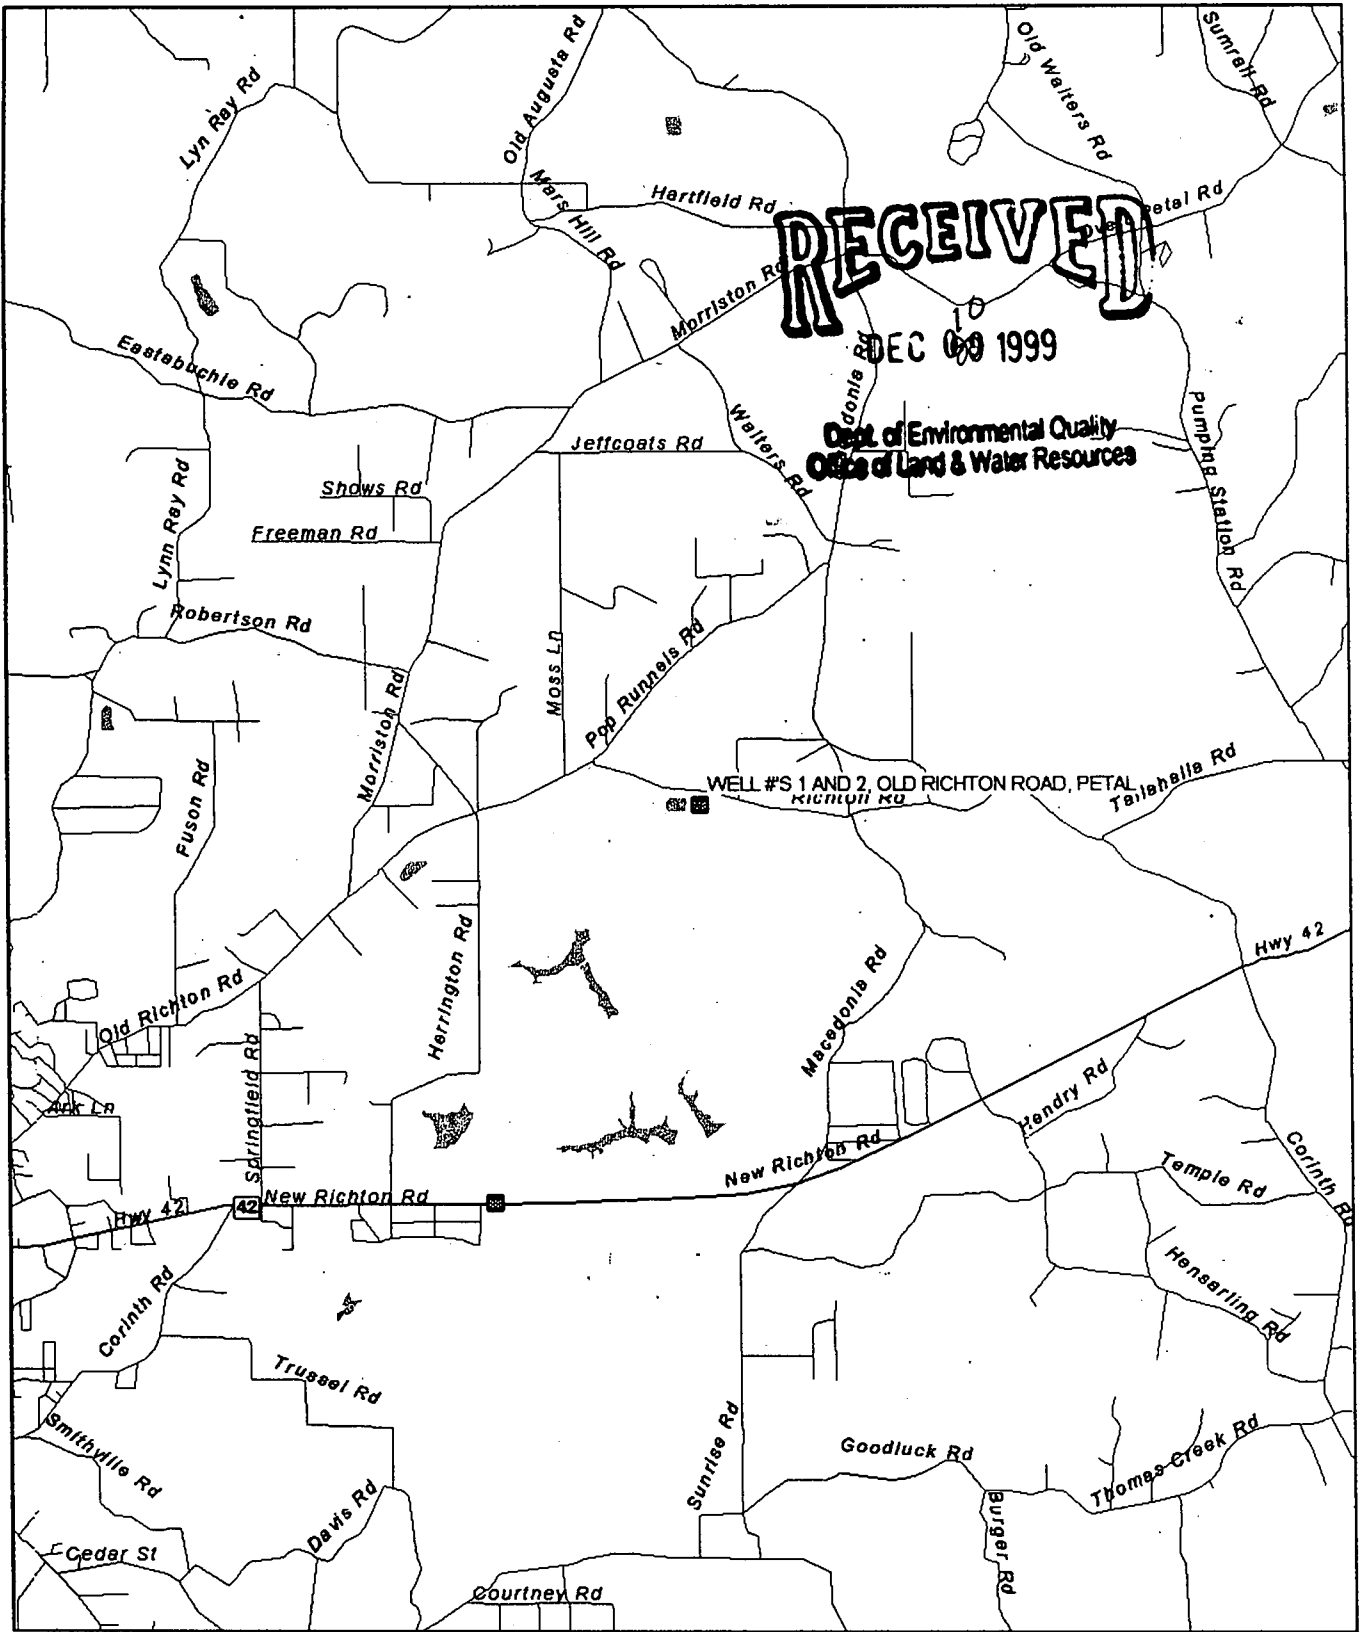 Old Augusta Rd
Old Walters Rd
Sumrall Rd
Lyn Ray Rd
Mars Hill Rd
Hartfield Rd
Petal Rd
RECEIVED
Morriston Rd
DEC 1999
Eastabuchie Rd
Walters Rd
Pumping Station Rd
Dept. of Environmental Quality
Office of Land & Water Resources
Jeffcoats Rd
Shows Rd
Freeman Rd
Lynn Ray Rd
Robertson Rd
Moss Ln
Pop Runnels Rd
Morriston Rd
Fuson Rd
WELL #'S 1 AND 2, OLD RICHTON ROAD, PETAL
Richton Rd
Tallahalla Rd
Herrington Rd
Macedonia Rd
Hwy 42
Old Richton Rd
Springfield Rd
Ark Ln
Hendry Rd
New Richton Rd
Temple Rd
Corinth Rd
Hwy 42
42
New Richton Rd
Hensarling Rd
Corinth Rd
Trussel Rd
Sunrise Rd
Goodluck Rd
Thomas Creek Rd
Smithville Rd
Davis Rd
Burger Rd
Cedar St
Courtney Rd